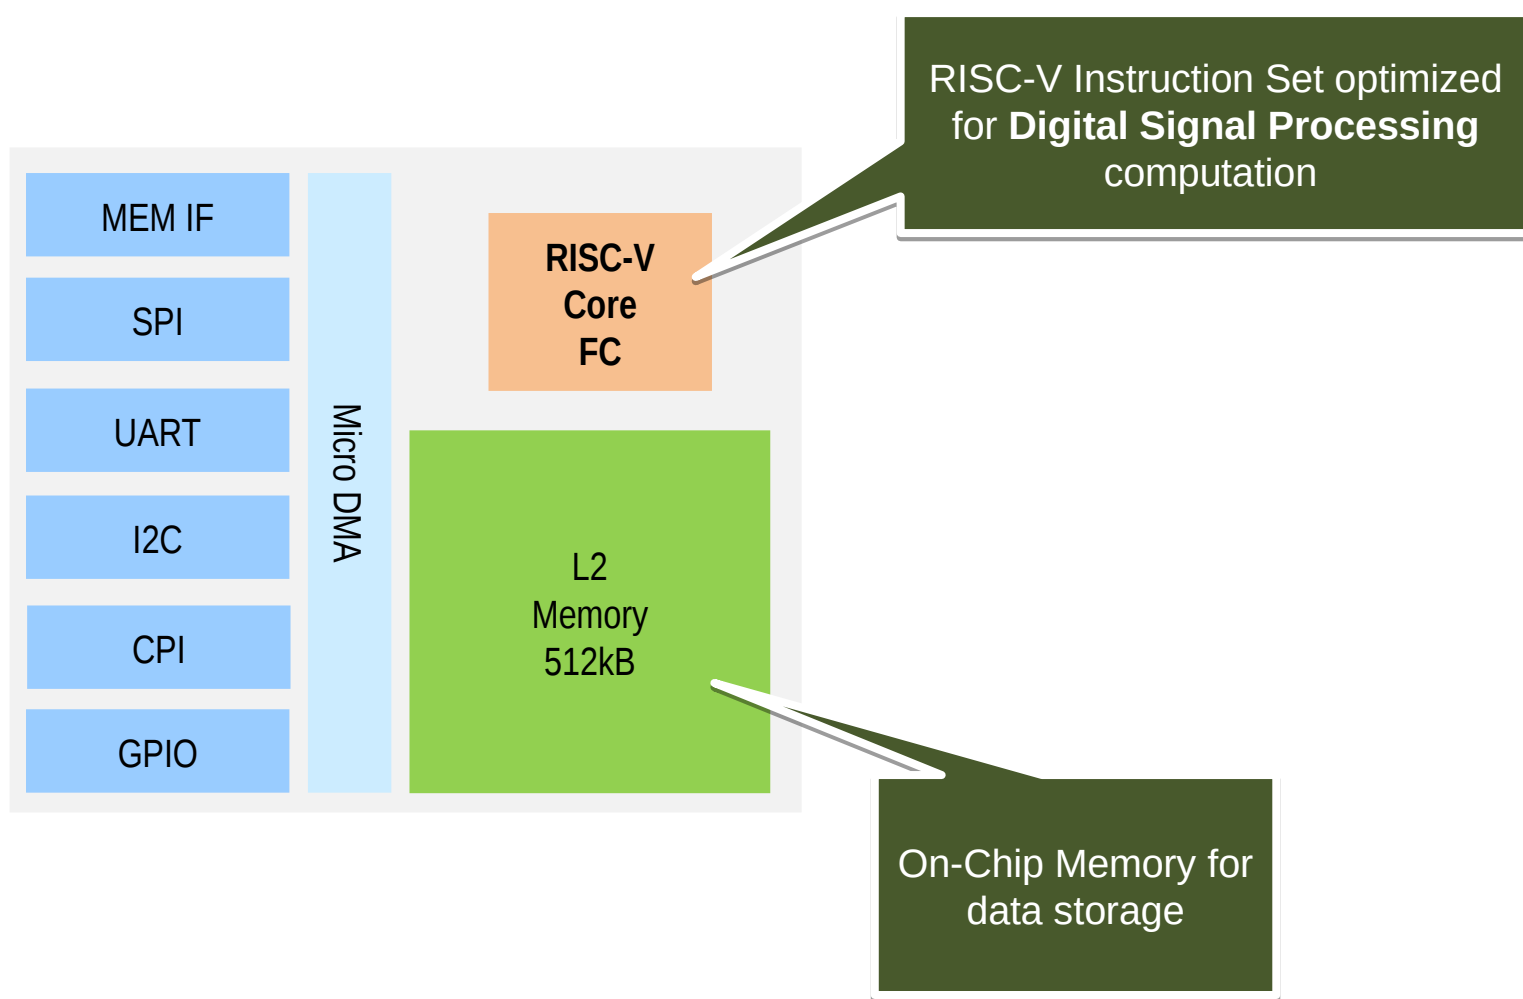 RISC-V Instruction Set optimized
for Digital Signal Processing
computation
MEM IF
SPI
UART
I2C
CPI
GPIO
Micro DMA
RISC-V
Core
FC
L2
Memory
512kB
On-Chip Memory for
data storage